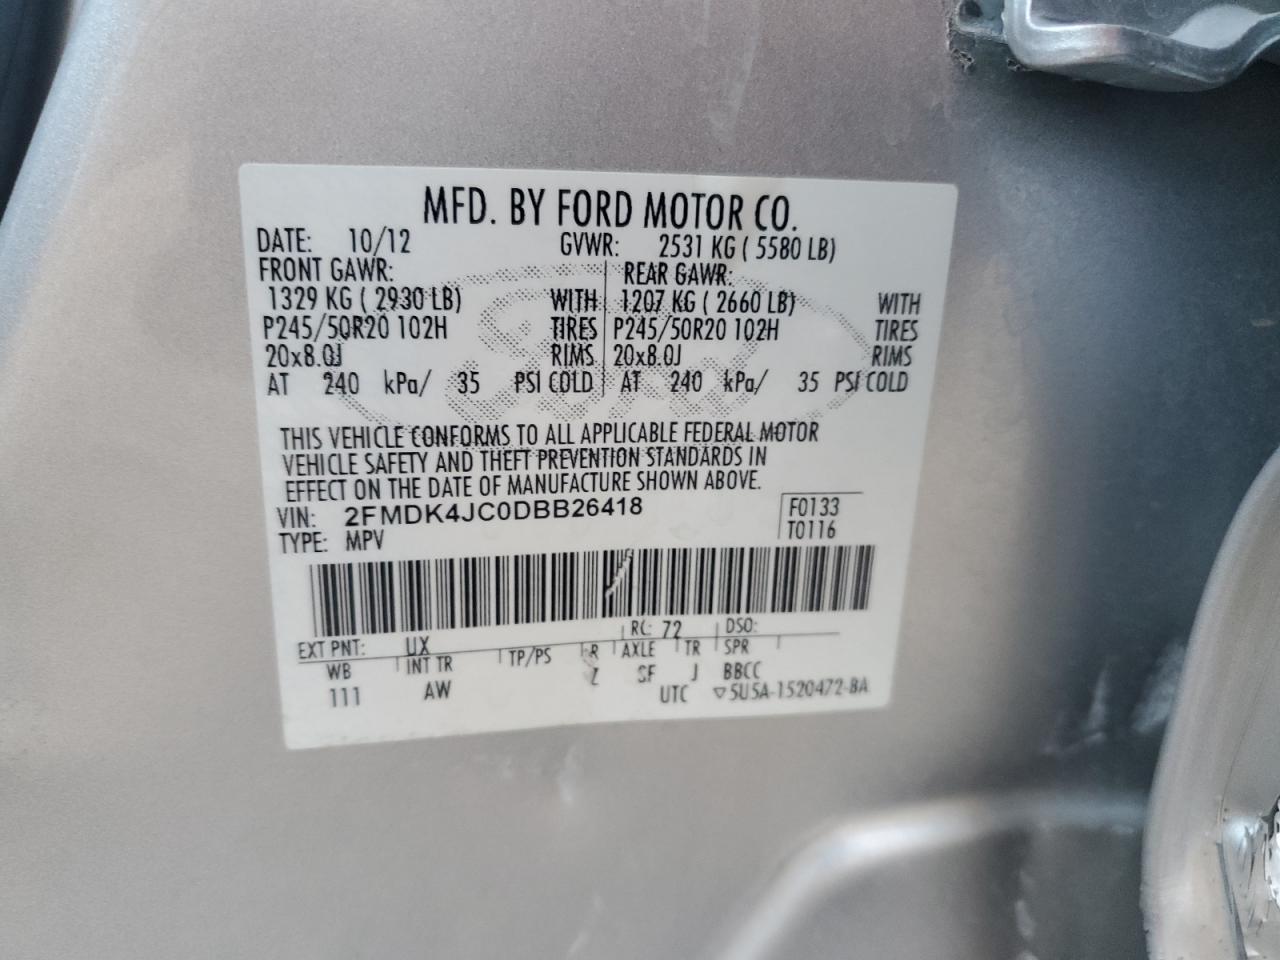 MFD. BY FORD MOTOR CO.
DATE: 10/12 GVWR: 2531 KG ( 5580 LB)
FRONT GAWR: REAR GAWR:
1329 KG ( 2930 LB) WITH 1207 KG ( 2660 LB) WITH
P245/50R20 102H TIRES P245/50R20 102H TIRES
20x8.0J RIMS 20x8.0J RIMS
AT 240 kPa/ 35 PSI COLD AT 240 kPa/ 35 PSI COLD
Ford
THIS VEHICLE CONFORMS TO ALL APPLICABLE FEDERAL MOTOR
VEHICLE SAFETY AND THEFT PREVENTION STANDARDS IN
EFFECT ON THE DATE OF MANUFACTURE SHOWN ABOVE.
VIN: 2FMDK4JC0DBB26418 F0133
TYPE: MPV T0116
EXT PNT: UX RC: 72 DSO:
WB INT TR TP/PS R AXLE TR SPR
111 AW Z SF J BBCC
UTC ▽5U5A-1520472-BA